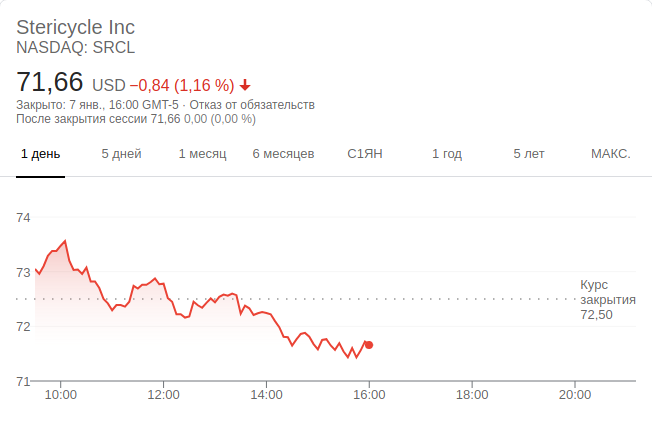 Stericycle Inc
NASDAQ: SRCL
71,66 USD −0,84 (1,16 %)
Закрыто: 7 янв., 16:00 GMT-5 · Отказ от обязательств
После закрытия сессии 71,66 0,00 (0,00 %)
1 день 5 дней 1 месяц 6 месяцев С1ЯН 1 год 5 лет МАКС.
74
73
Курс
закрытия
72,50
72
71
10:00 12:00 14:00 16:00 18:00 20:00